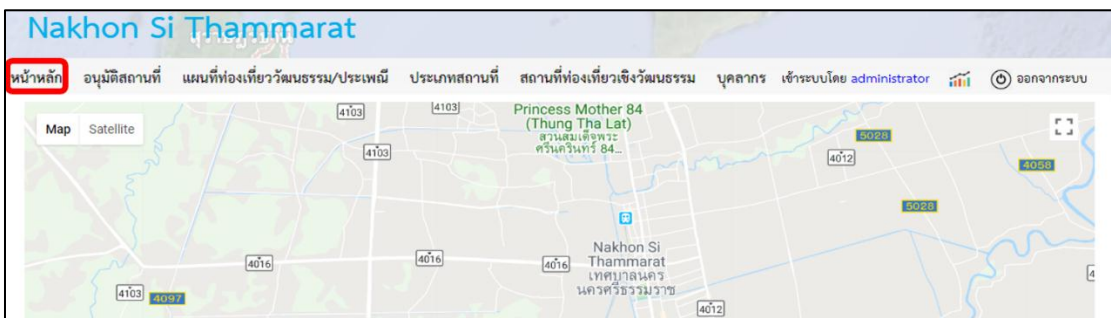 Nakhon Si Thammarat
หน้าหลัก อนุมัติสถานที่ แผนที่ท่องเที่ยววัฒนธรรม/ประเพณี ประเภทสถานที่ สถานที่ท่องเที่ยวเชิงวัฒนธรรม บุคลากร เข้าระบบโดย administrator ออกจากระบบ
4103
4103
Princess Mother 84
(Thung Tha Lat)
สวนสมเด็จพระ
ศรีนครินทร์ 84...
Map Satellite
5028
4103
4012
4058
5028
Nakhon Si
Thammarat
เทศบาลนคร
นครศรีธรรมราช
4016
4016
4016
4103
4097
4012